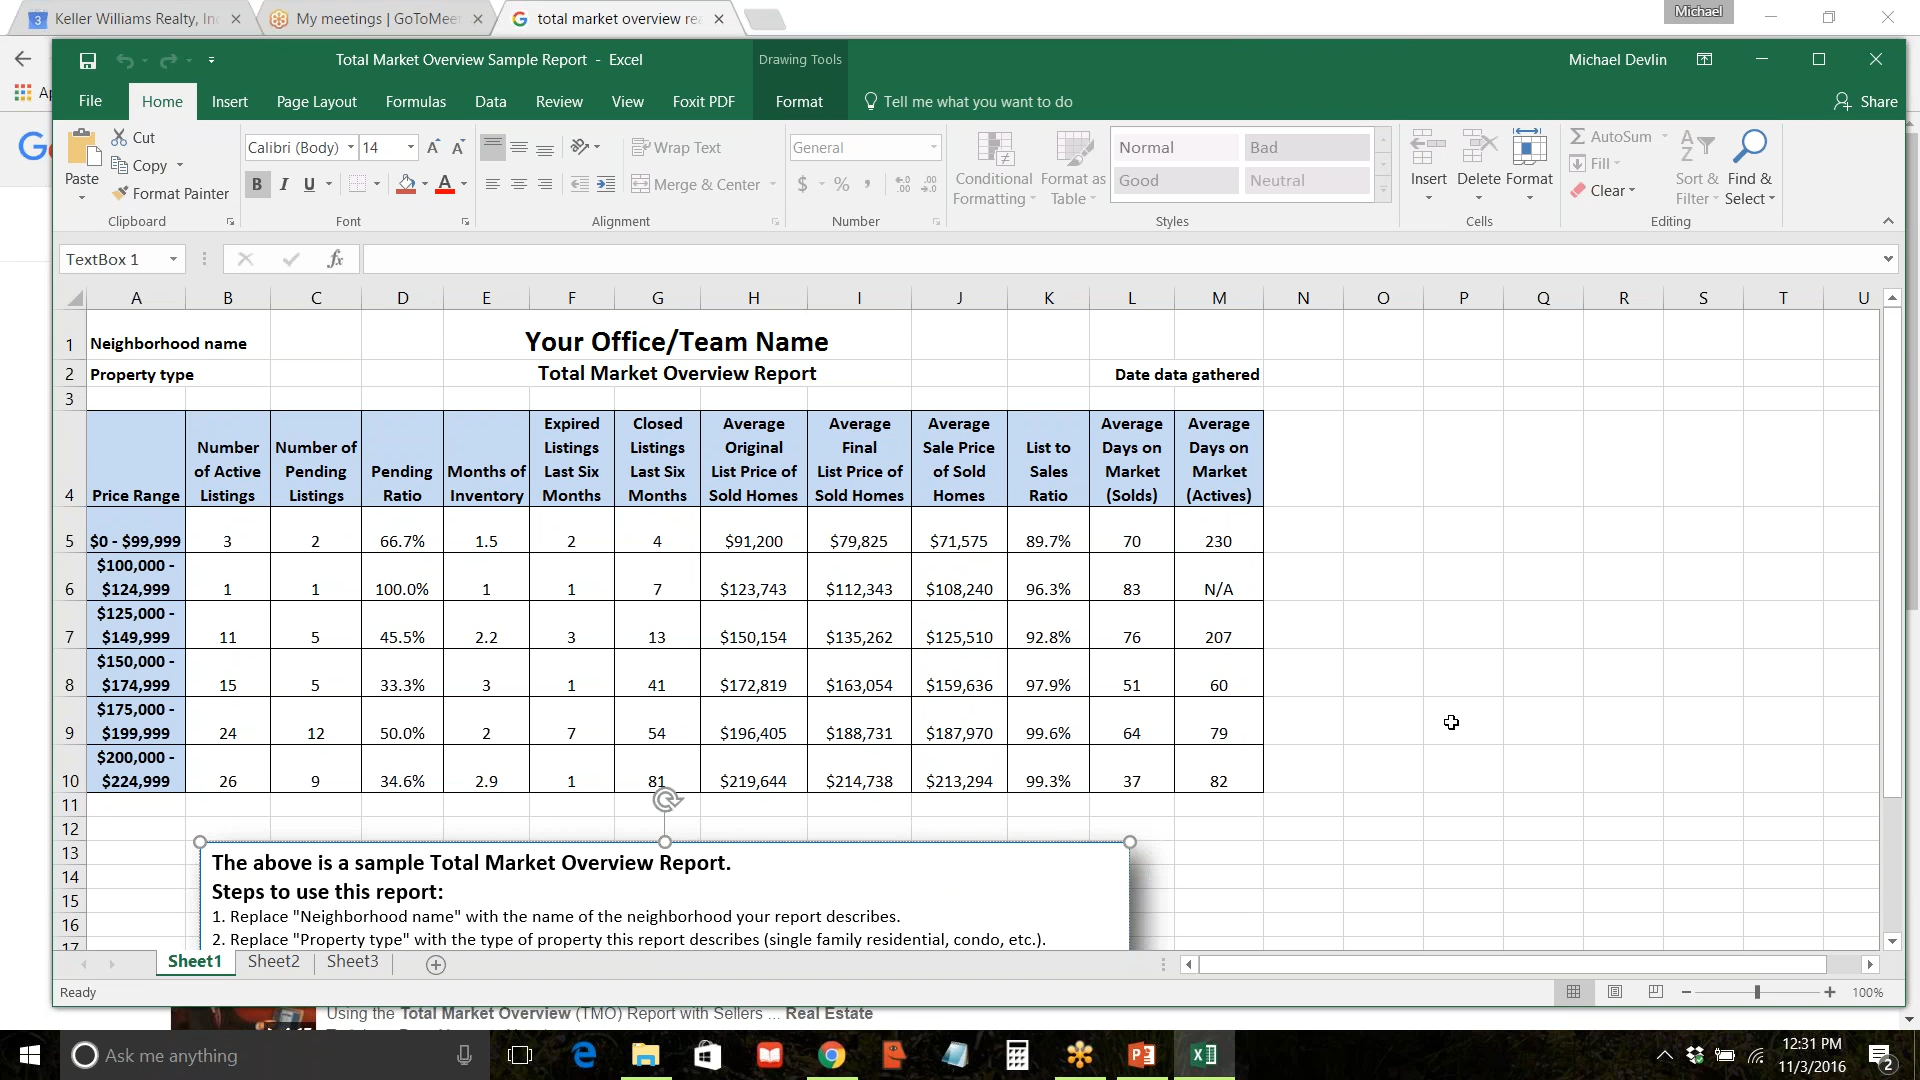 Keller Williams Realty, In
My meetings | GoToMee
total market overview re
Michael
Ap
Total Market Overview Sample Report - Excel
Drawing Tools
Michael Devlin
File
Home
Insert
Page Layout
Formulas
Data
Review
View
Foxit PDF
Format
Tell me what you want to do
Share
Paste
Cut
Copy
Format Painter
Clipboard
Calibri (Body)
14
B I U
Font
Wrap Text
Merge & Center
Alignment
General
$ % ,
Number
Conditional Formatting
Format as Table
Normal
Bad
Good
Neutral
Styles
Insert
Delete
Format
Cells
AutoSum
Fill
Clear
Sort & Filter
Find & Select
Editing
TextBox 1
fx
A B C D E F G H I J K L M N O P Q R S T U
1 Neighborhood name Your Office/Team Name
2 Property type Total Market Overview Report Date data gathered
3
4 Price Range Number of Active Listings Number of Pending Listings Pending Ratio Months of Inventory Expired Listings Last Six Months Closed Listings Last Six Months Average Original List Price of Sold Homes Average Final List Price of Sold Homes Average Sale Price of Sold Homes List to Sales Ratio Average Days on Market (Solds) Average Days on Market (Actives)
5 $0 - $99,999 3 2 66.7% 1.5 2 4 $91,200 $79,825 $71,575 89.7% 70 230
6 $100,000 - $124,999 1 1 100.0% 1 1 7 $123,743 $112,343 $108,240 96.3% 83 N/A
7 $125,000 - $149,999 11 5 45.5% 2.2 3 13 $150,154 $135,262 $125,510 92.8% 76 207
8 $150,000 - $174,999 15 5 33.3% 3 1 41 $172,819 $163,054 $159,636 97.9% 51 60
9 $175,000 - $199,999 24 12 50.0% 2 7 54 $196,405 $188,731 $187,970 99.6% 64 79
10 $200,000 - $224,999 26 9 34.6% 2.9 1 81 $219,644 $214,738 $213,294 99.3% 37 82
11
12
13
14
15
16
17
The above is a sample Total Market Overview Report.
Steps to use this report:
1. Replace "Neighborhood name" with the name of the neighborhood your report describes.
2. Replace "Property type" with the type of property this report describes (single family residential, condo, etc.).
Sheet1
Sheet2
Sheet3
Ready
100%
Using the Total Market Overview (TMO) Report with Sellers ... Real Estate
Ask me anything
12:31 PM
11/3/2016
2